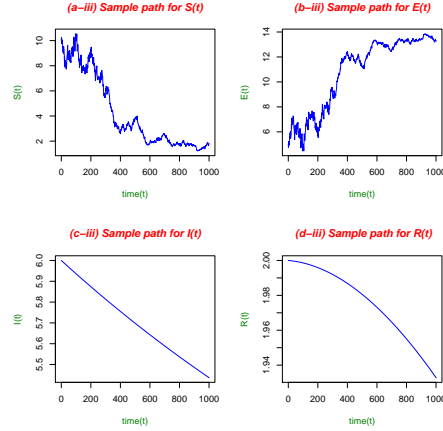 (a-iii) Sample path for S(t)
S(t)
10
8
6
4
2
0 200 400 600 800 1000
time(t)
(b-iii) Sample path for E(t)
E(t)
14
12
10
8
6
0 200 400 600 800 1000
time(t)
(c-iii) Sample path for I(t)
I(t)
6.0
5.9
5.8
5.7
5.6
5.5
0 200 400 600 800 1000
time(t)
(d-iii) Sample path for R(t)
R(t)
2.00
1.98
1.96
1.94
0 200 400 600 800 1000
time(t)